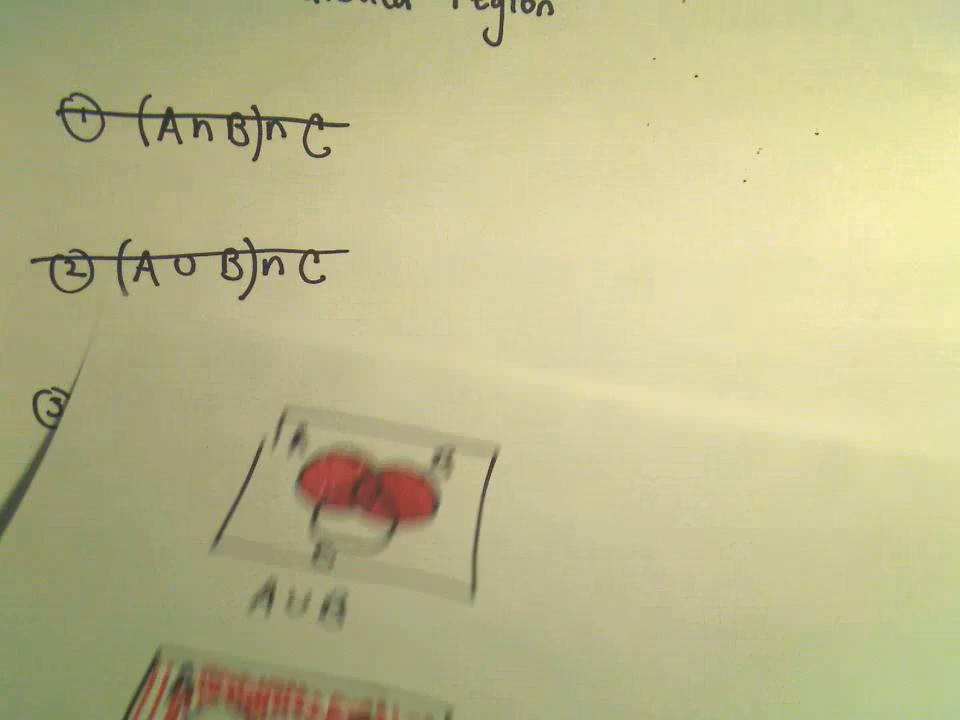 region
① (A ∩ B) ∩ C
② (A ∪ B) ∩ C
③
A
B
A ∪ B